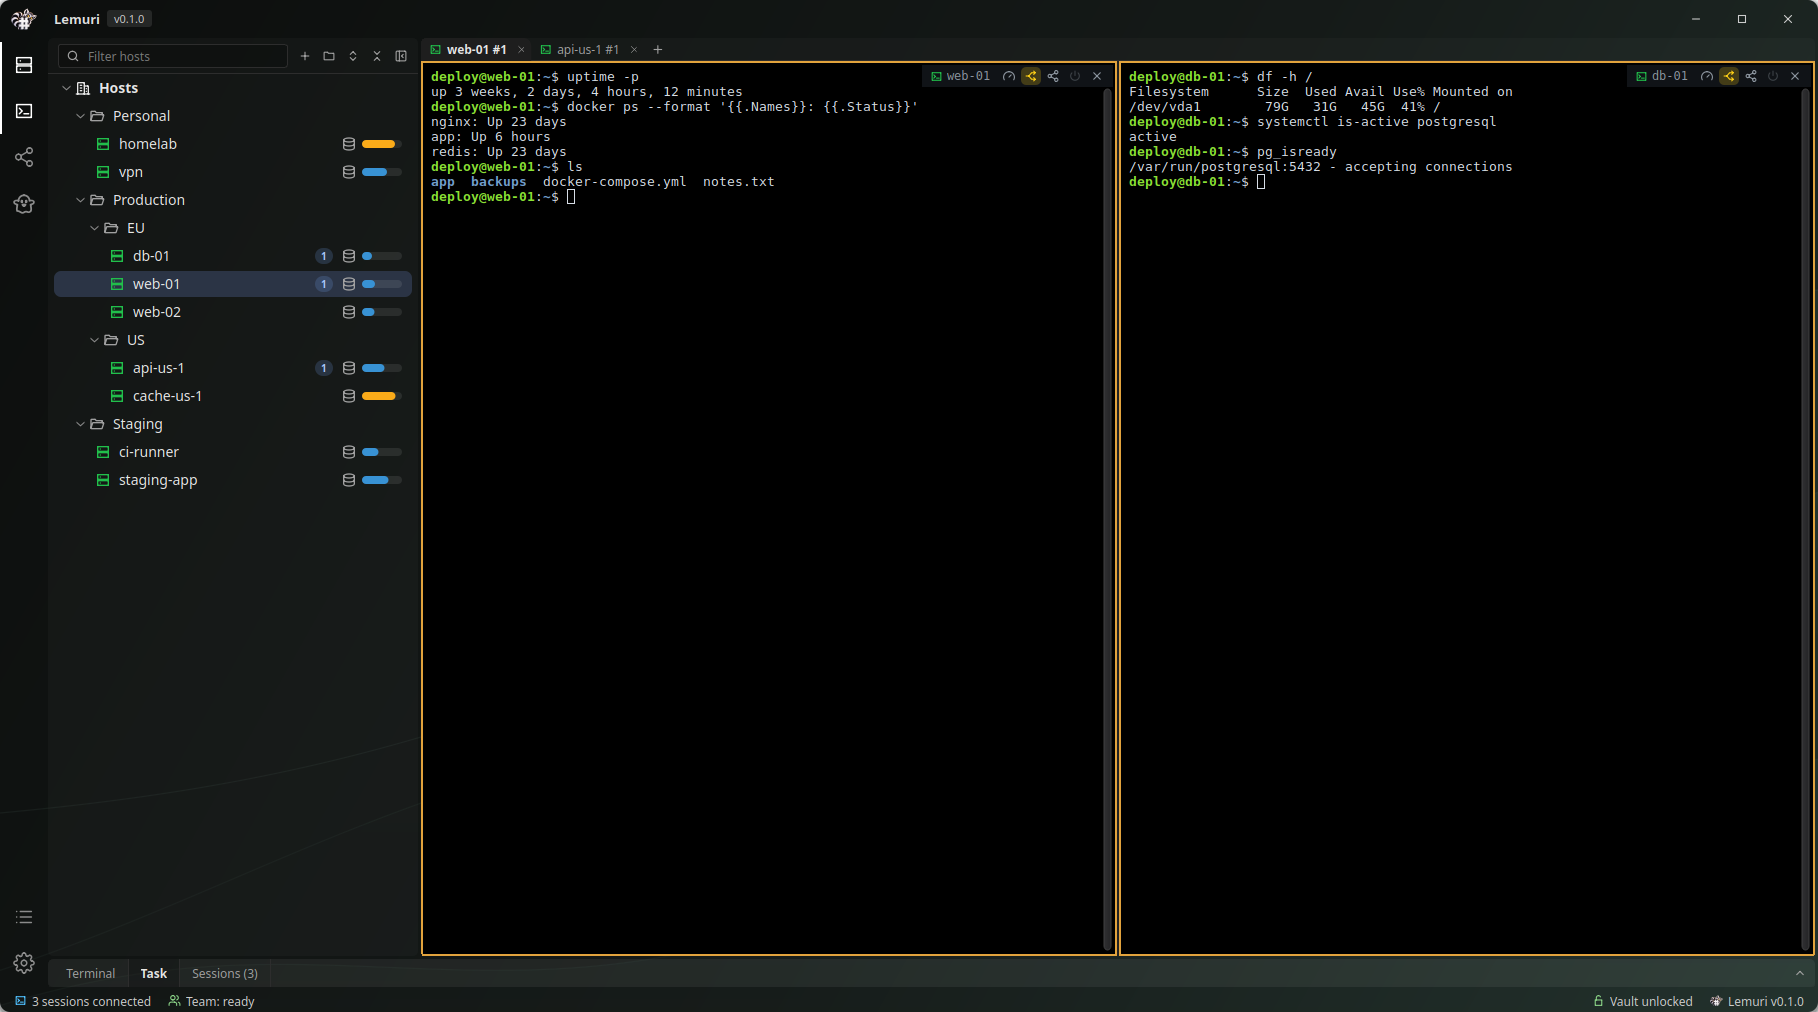 Lemuri v0.1.0
Filter hosts
Hosts
Personal
homelab
vpn
Production
EU
db-01 1
web-01 1
web-02
US
api-us-1 1
cache-us-1
Staging
ci-runner
staging-app
web-01 #1
api-us-1 #1
web-01
deploy@web-01:~$ uptime -p
up 3 weeks, 2 days, 4 hours, 12 minutes
deploy@web-01:~$ docker ps --format '{{.Names}}: {{.Status}}'
nginx: Up 23 days
app: Up 6 hours
redis: Up 23 days
deploy@web-01:~$ ls
app  backups  docker-compose.yml  notes.txt
deploy@web-01:~$
db-01
deploy@db-01:~$ df -h /
Filesystem      Size  Used Avail Use% Mounted on
/dev/vda1        79G   31G   45G  41% /
deploy@db-01:~$ systemctl is-active postgresql
active
deploy@db-01:~$ pg_isready
/var/run/postgresql:5432 - accepting connections
deploy@db-01:~$
Terminal Task Sessions (3)
3 sessions connected Team: ready Vault unlocked Lemuri v0.1.0